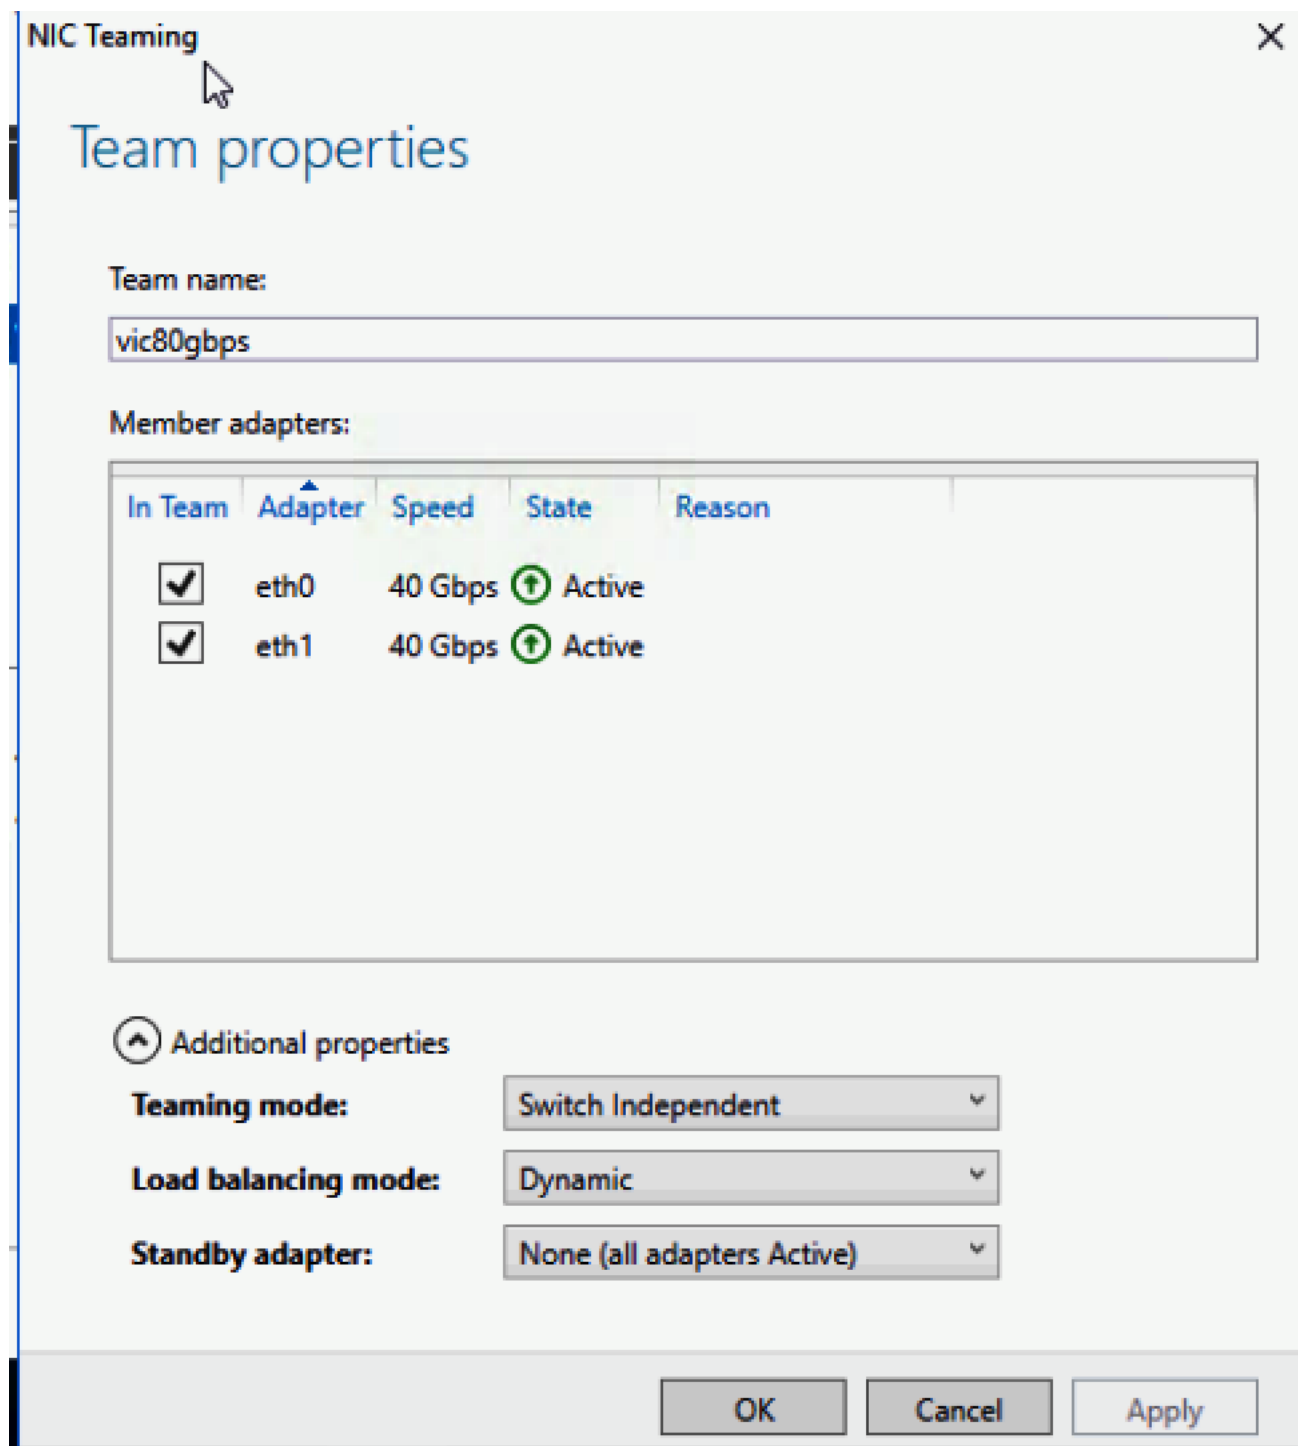 NIC Teaming
Team properties
Team name:
vic80gbps
Member adapters:
In Team Adapter Speed State Reason
eth0 40 Gbps Active
eth1 40 Gbps Active
Additional properties
Teaming mode: Switch Independent
Load balancing mode: Dynamic
Standby adapter: None (all adapters Active)
OK Cancel Apply